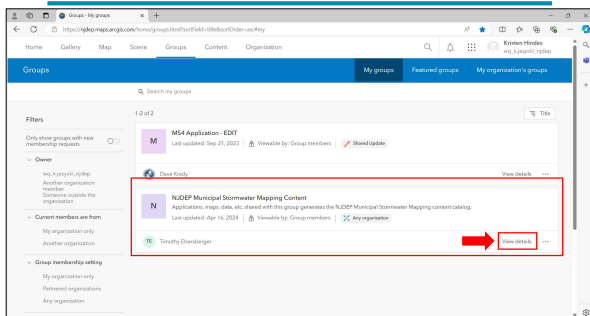 Groups - My groups
https://njdep.maps.arcgis.com/home/groups.html?sortField=title&sortOrder=asc#my
Home Gallery Map Scene Groups Content Organization
Kristen Hindes
wq_k.jesycki_njdep
Groups
My groups Featured groups My organization's groups
Search my groups
Filters
1-2 of 2
Title
Only show groups with new membership requests
M
MS4 Application - EDIT
Last updated: Sep 21, 2023 Viewable by: Group members Shared Update
Owner
wq_k.jesycki_njdep
Dave Krady
View details
Another organization member
Someone outside the organization
N
NJDEP Municipal Stormwater Mapping Content
Applications, maps, data, etc. shared with this group generates the NJDEP Municipal Stormwater Mapping content catalog.
Last updated: Apr 16, 2024 Viewable by: Group members Any organization
Current members are from
My organization only
TE
Timothy Ebersberger
View details
Another organization
Group membership setting
My organization only
Partnered organizations
Any organization